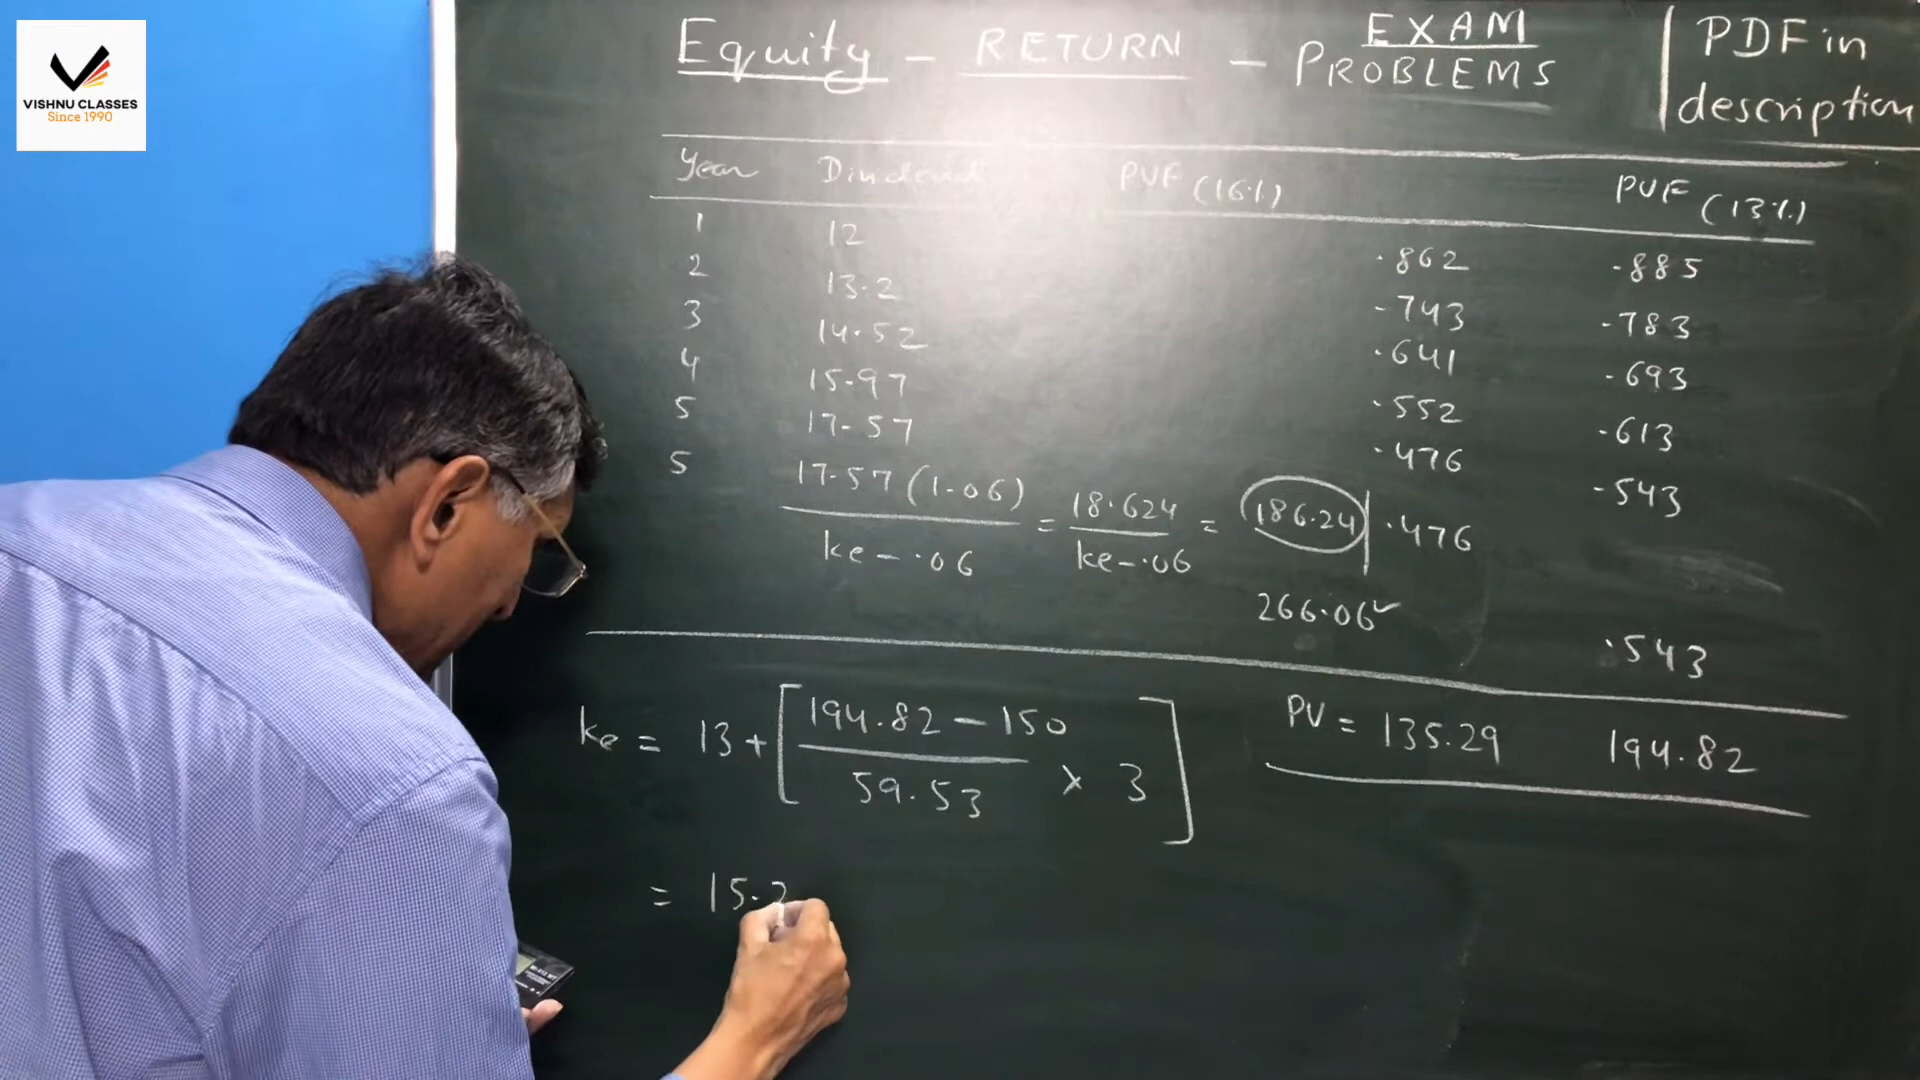 VISHNU CLASSES
Since 1990
Equity - RETURN - EXAM PROBLEMS
PDF in description
Year Dividend PVF (16%) PVF (13%)
1 12 .862 .885
2 13.2 .743 .783
3 14.52 .641 .693
4 15.97 .552 .613
5 17.57 .476 .543
5 17.57 (1.06) / ke - .06 = 18.624 / ke - .06 = 186.24 | .476
266.06 ✓ .543
ke = 13 + [ 194.82 - 150 / 59.53 × 3 ]
PV = 135.29 194.82
= 15.2